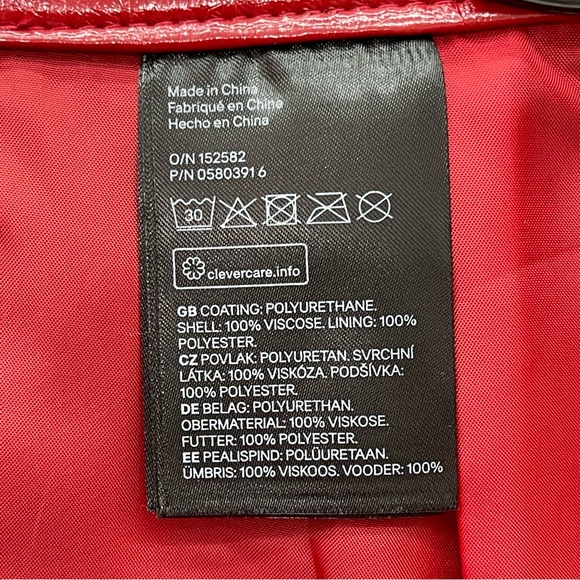 Made in China
Fabriqué en Chine
Hecho en China
O/N 152582
P/N 0580391 6
30
clevercare.info
GB COATING: POLYURETHANE.
SHELL: 100% VISCOSE. LINING: 100%
POLYESTER.
CZ POVLAK: POLYURETAN. SVRCHNÍ
LÁTKA: 100% VISKÓZA. PODŠÍVKA:
100% POLYESTER.
DE BELAG: POLYURETHAN.
OBERMATERIAL: 100% VISKOSE.
FUTTER: 100% POLYESTER.
EE PEALISPIND: POLÜURETAAN.
ÜMBRIS: 100% VISKOOS. VOODER: 100%